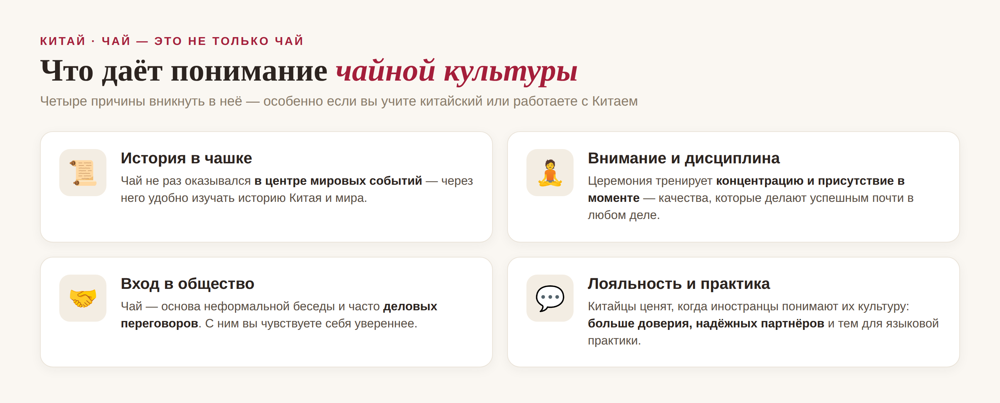 КИТАЙ · ЧАЙ — ЭТО НЕ ТОЛЬКО ЧАЙ
Что даёт понимание чайной культуры
Четыре причины вникнуть в неё — особенно если вы учите китайский или работаете с Китаем
История в чашке
Чай не раз оказывался в центре мировых событий — через
него удобно изучать историю Китая и мира.
Внимание и дисциплина
Церемония тренирует концентрацию и присутствие в
моменте — качества, которые делают успешным почти в
любом деле.
Вход в общество
Чай — основа неформальной беседы и часто деловых
переговоров. С ним вы чувствуете себя увереннее.
Лояльность и практика
Китайцы ценят, когда иностранцы понимают их культуру:
больше доверия, надёжных партнёров и тем для языковой
практики.